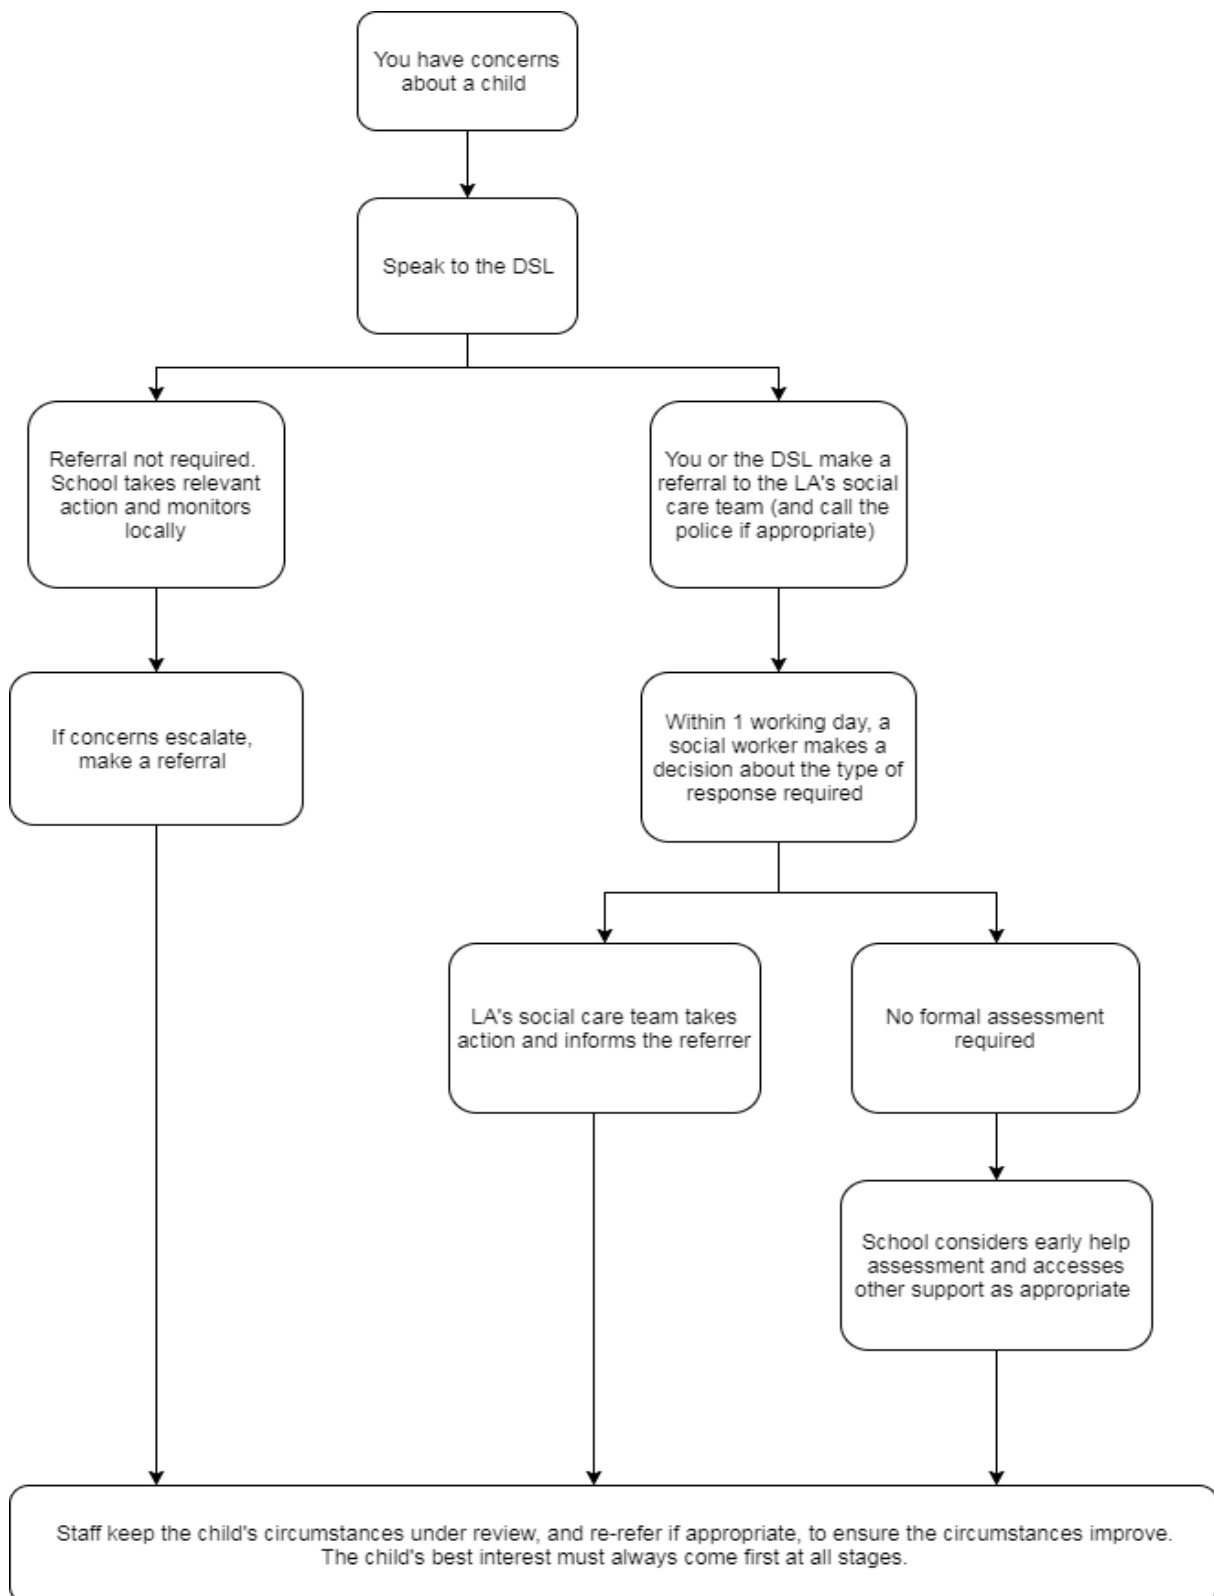 You have concerns
about a child
Speak to the DSL
Referral not required.
School takes relevant
action and monitors
locally
You or the DSL make a
referral to the LA's social
care team (and call the
police if appropriate)
If concerns escalate,
make a referral
Within 1 working day, a
social worker makes a
decision about the type of
response required
LA's social care team takes
action and informs the referrer
No formal assessment
required
School considers early help
assessment and accesses
other support as appropriate
Staff keep the child's circumstances under review, and re-refer if appropriate, to ensure the circumstances improve.
The child's best interest must always come first at all stages.